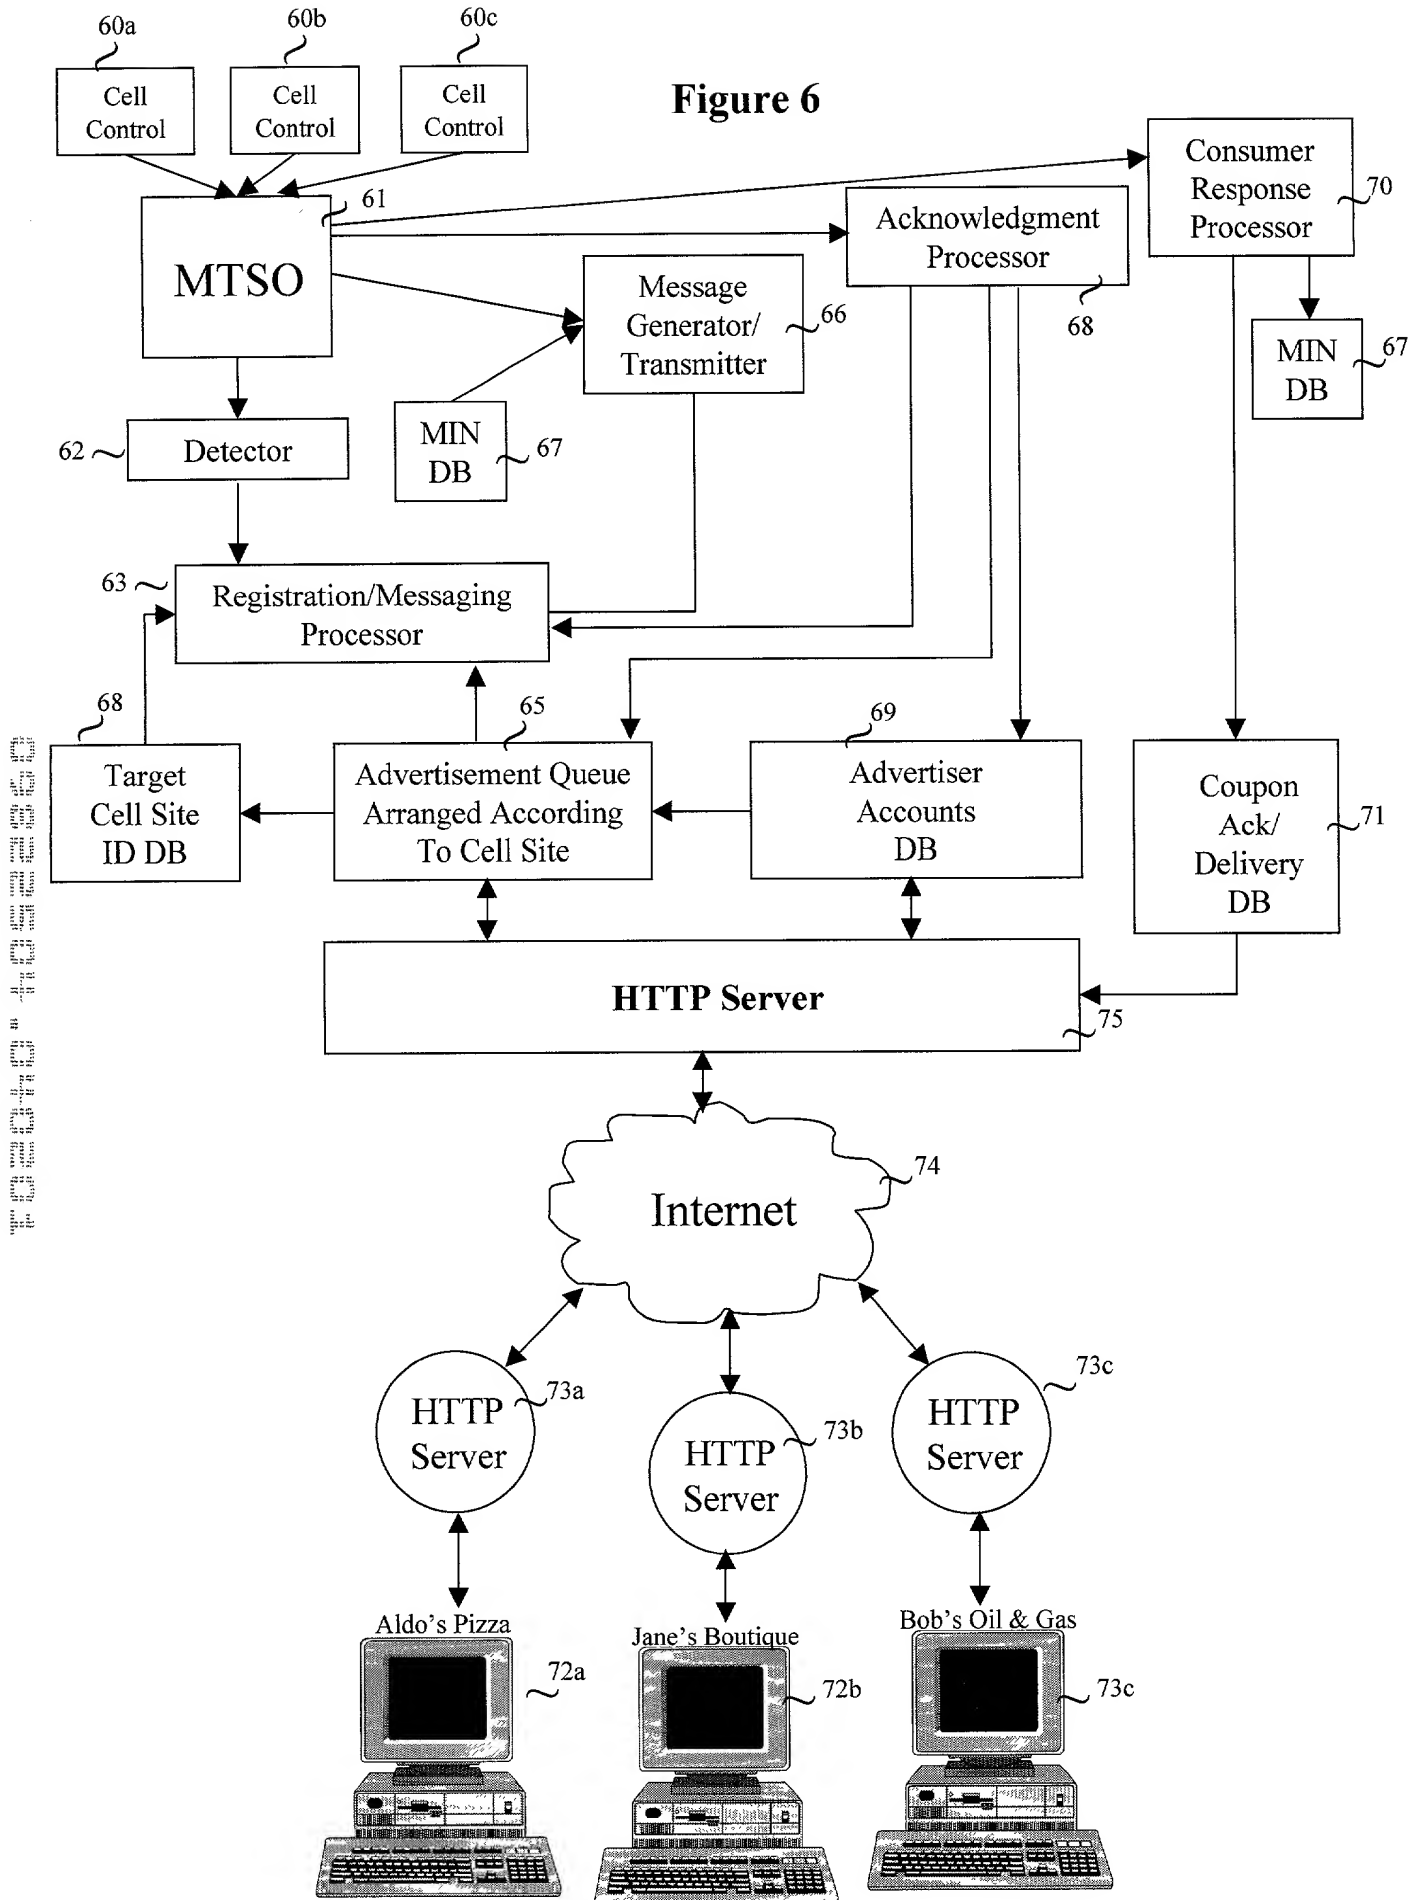 60a
60b
60c
Cell
Control
Cell
Control
Cell
Control
Figure 6
61
MTSO
Consumer
Response
Processor
70
Acknowledgment
Processor
68
Message
Generator/
Transmitter
66
MIN
DB
67
MIN
DB
67
62
Detector
63
Registration/Messaging
Processor
68
Target
Cell Site
ID DB
65
Advertisement Queue
Arranged According
To Cell Site
69
Advertiser
Accounts
DB
Coupon
Ack/
Delivery
DB
71
HTTP Server
75
Internet
74
HTTP
Server
73a
HTTP
Server
73b
HTTP
Server
73c
Aldo's Pizza
72a
Jane's Boutique
72b
Bob's Oil & Gas
73c